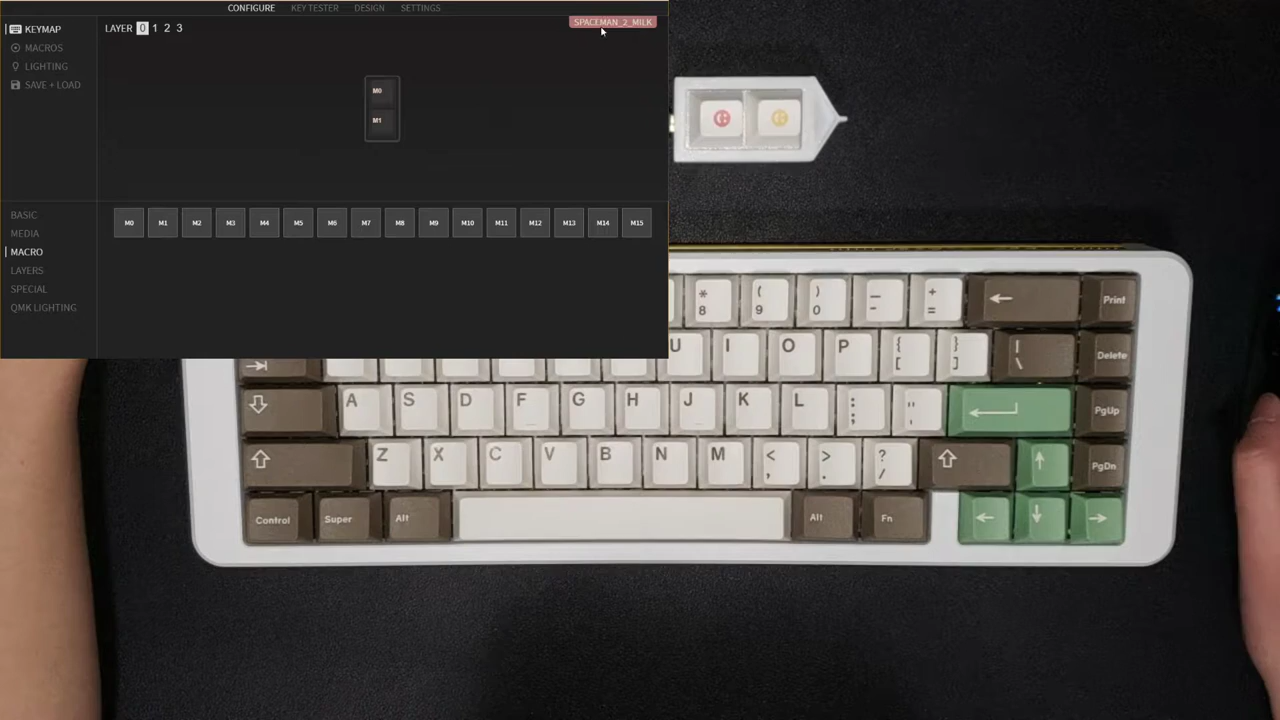 CONFIGURE KEY TESTER DESIGN SETTINGS
KEYMAP
MACROS
LIGHTING
SAVE + LOAD
LAYER 0 1 2 3
SPACEMAN_2_MILK
M0
M1
BASIC
MEDIA
MACRO
LAYERS
SPECIAL
QMK LIGHTING
M0 M1 M2 M3 M4 M5 M6 M7 M8 M9 M10 M11 M12 M13 M14 M15
* ( ) — +
8 9 0 - = Print
U I O P { } |
[ ] \ Delete
A S D F G H J K L : "
; ' PgUp
Z X C V B N M < > ?
, . / PgDn
Control Super Alt Alt Fn